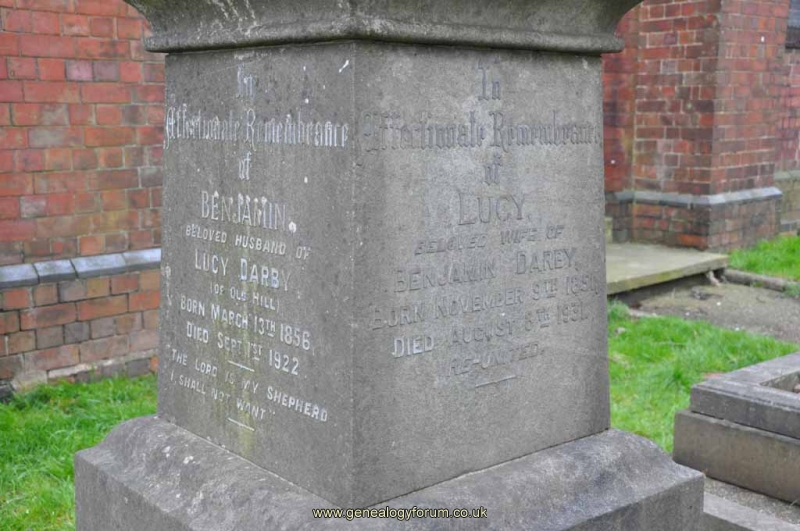 In
Affectionate Remembrance
of
BENJAMIN
BELOVED HUSBAND OF
LUCY DARBY
(OF OLD HILL)
BORN MARCH 13TH 1856,
DIED SEPT 1ST 1922.
"THE LORD IS MY SHEPHERD
I SHALL NOT WANT"
In
Affectionate Remembrance
of
LUCY
BELOVED WIFE OF
BENJAMIN DARBY,
BORN NOVEMBER 9TH
DIED AUGUST 6TH 1931.
RE-UNITED.
www.genealogyforum.co.uk